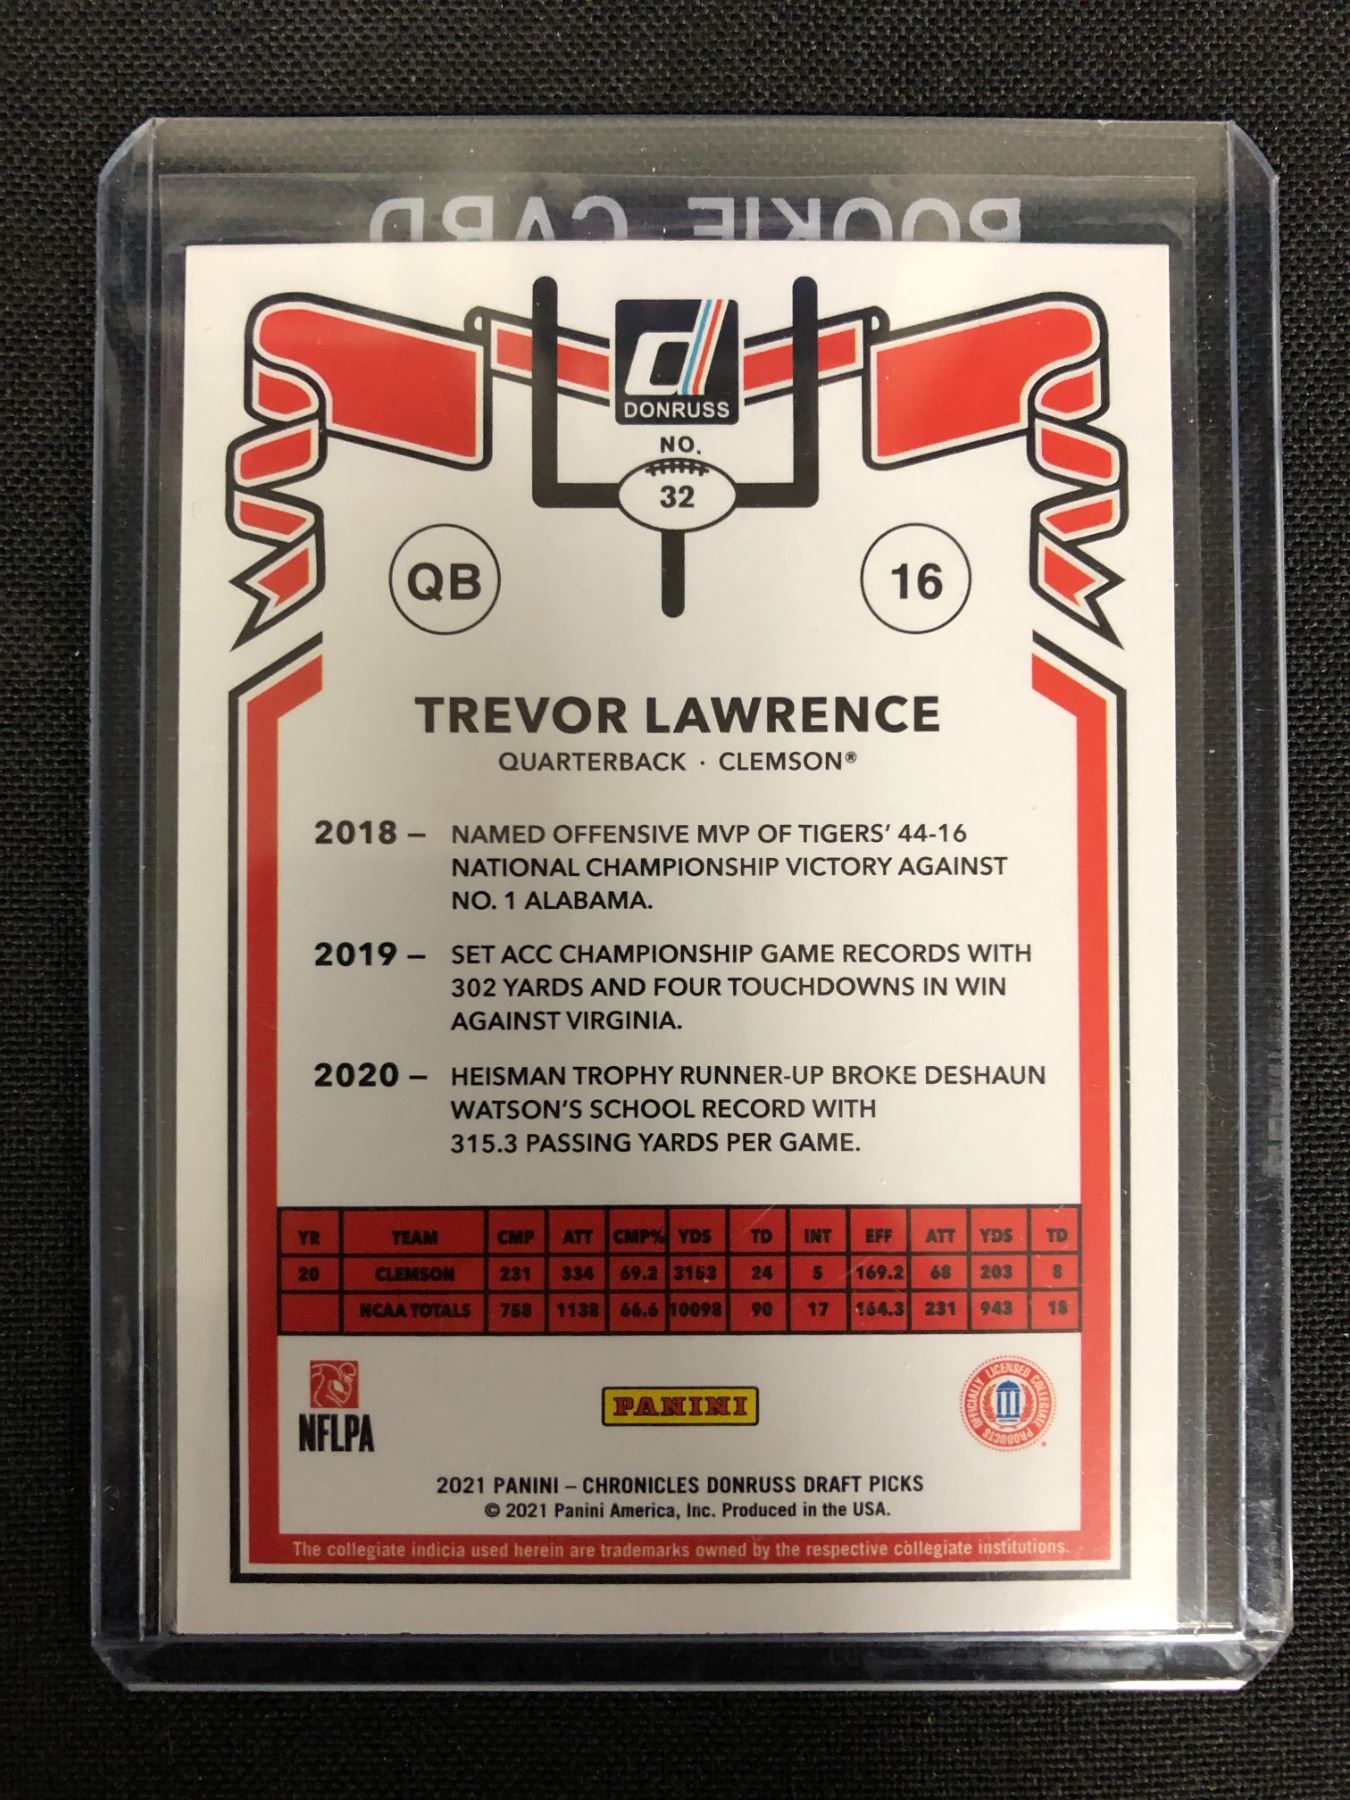 ROOKIE CARD
d
DONRUSS
NO.
32
QB
16
TREVOR LAWRENCE
QUARTERBACK · CLEMSON®
2018 – NAMED OFFENSIVE MVP OF TIGERS' 44-16
NATIONAL CHAMPIONSHIP VICTORY AGAINST
NO. 1 ALABAMA.
2019 – SET ACC CHAMPIONSHIP GAME RECORDS WITH
302 YARDS AND FOUR TOUCHDOWNS IN WIN
AGAINST VIRGINIA.
2020 – HEISMAN TROPHY RUNNER-UP BROKE DESHAUN
WATSON'S SCHOOL RECORD WITH
315.3 PASSING YARDS PER GAME.
YR TEAM CMP ATT CMP% YDS TD INT EFF ATT YDS TD
20 CLEMSON 231 334 69.2 3153 24 5 169.2 68 203 8
NCAA TOTALS 758 1138 66.6 10098 90 17 164.3 231 943 18
NFLPA
PANINI
OFFICIALLY LICENSED COLLEGIATE PRODUCTS
2021 PANINI – CHRONICLES DONRUSS DRAFT PICKS
© 2021 Panini America, Inc. Produced in the USA.
The collegiate indicia used herein are trademarks owned by the respective collegiate institutions.